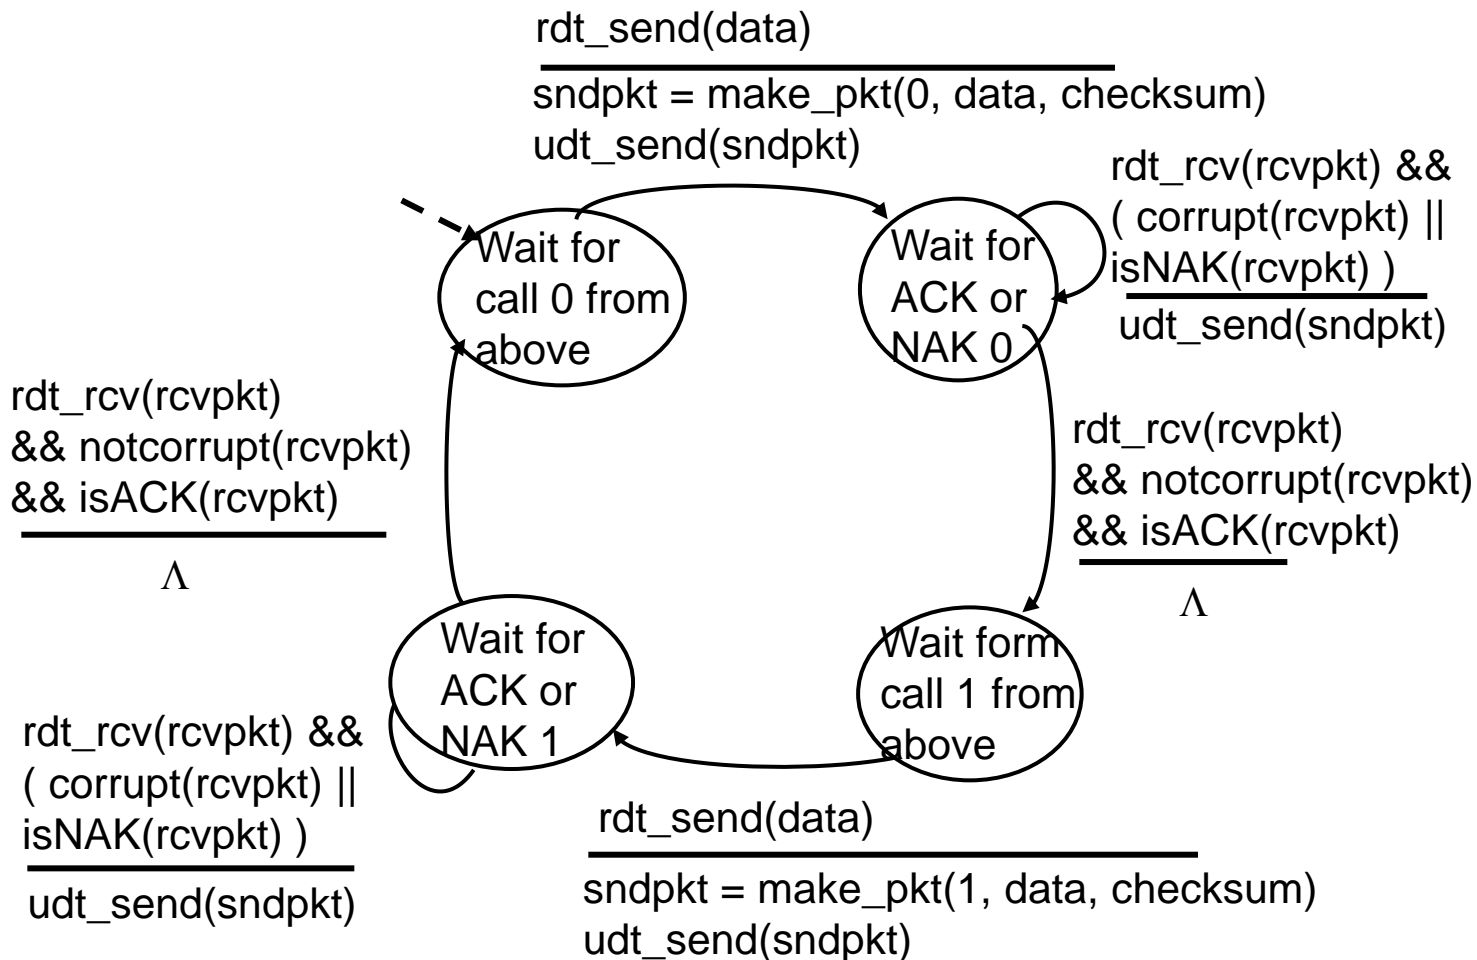 rdt_send(data)
sndpkt = make_pkt(0, data, checksum)
udt_send(sndpkt)
rdt_rcv(rcvpkt) &&
( corrupt(rcvpkt) ||
isNAK(rcvpkt) )
udt_send(sndpkt)
Wait for
call 0 from
above
Wait for
ACK or
NAK 0
rdt_rcv(rcvpkt)
&& notcorrupt(rcvpkt)
&& isACK(rcvpkt)
Λ
rdt_rcv(rcvpkt)
&& notcorrupt(rcvpkt)
&& isACK(rcvpkt)
Λ
Wait for
ACK or
NAK 1
Wait form
call 1 from
above
rdt_rcv(rcvpkt) &&
( corrupt(rcvpkt) ||
isNAK(rcvpkt) )
udt_send(sndpkt)
rdt_send(data)
sndpkt = make_pkt(1, data, checksum)
udt_send(sndpkt)